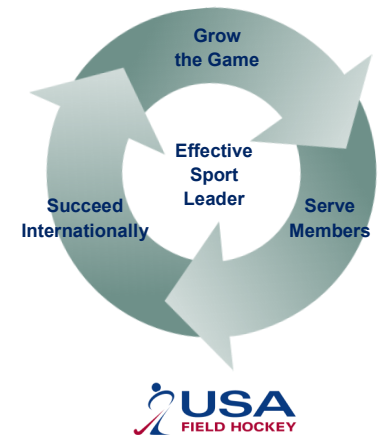 Grow
the Game
Effective
Sport
Leader
Succeed
Internationally
Serve
Members
USA
FIELD HOCKEY